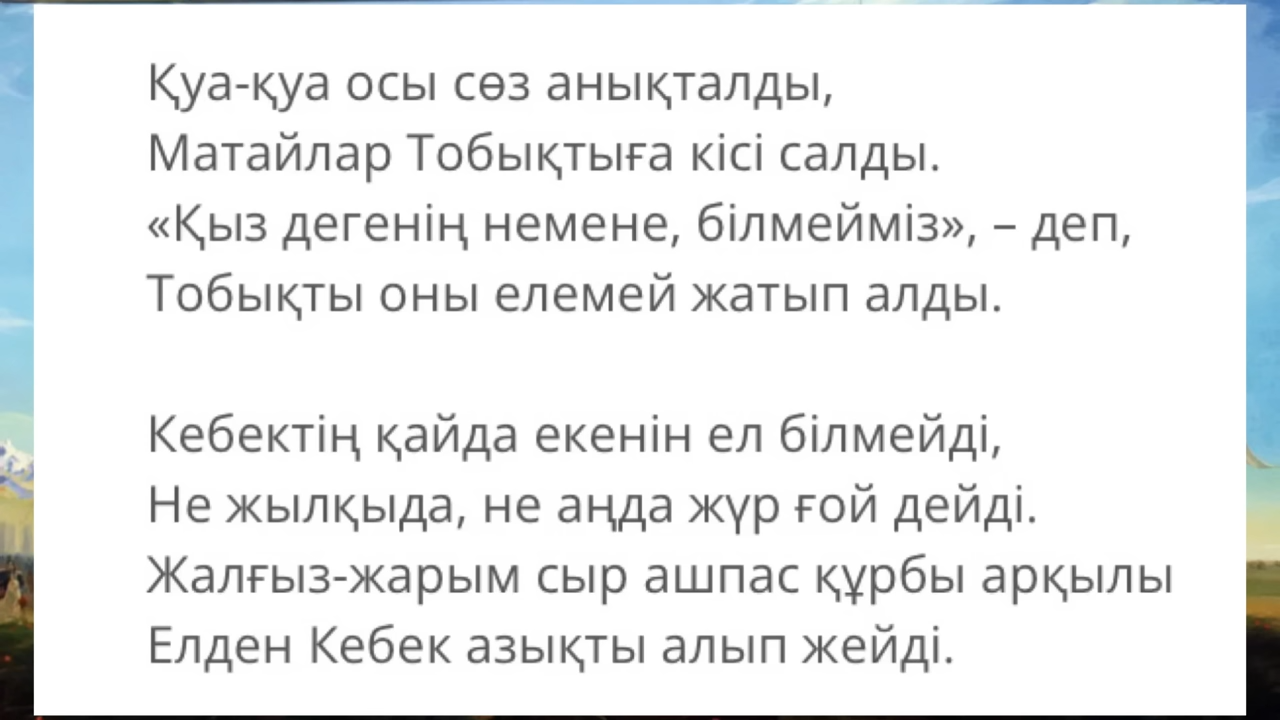 Қуа-қуа осы сөз анықталды,
Матайлар Тобықтыға кісі салды.
«Қыз дегенің немене, білмейміз», – деп,
Тобықты оны елемей жатып алды.
Кебектің қайда екенін ел білмейді,
Не жылқыда, не аңда жүр ғой дейді.
Жалғыз-жарым сыр ашпас құрбы арқылы
Елден Кебек азықты алып жейді.